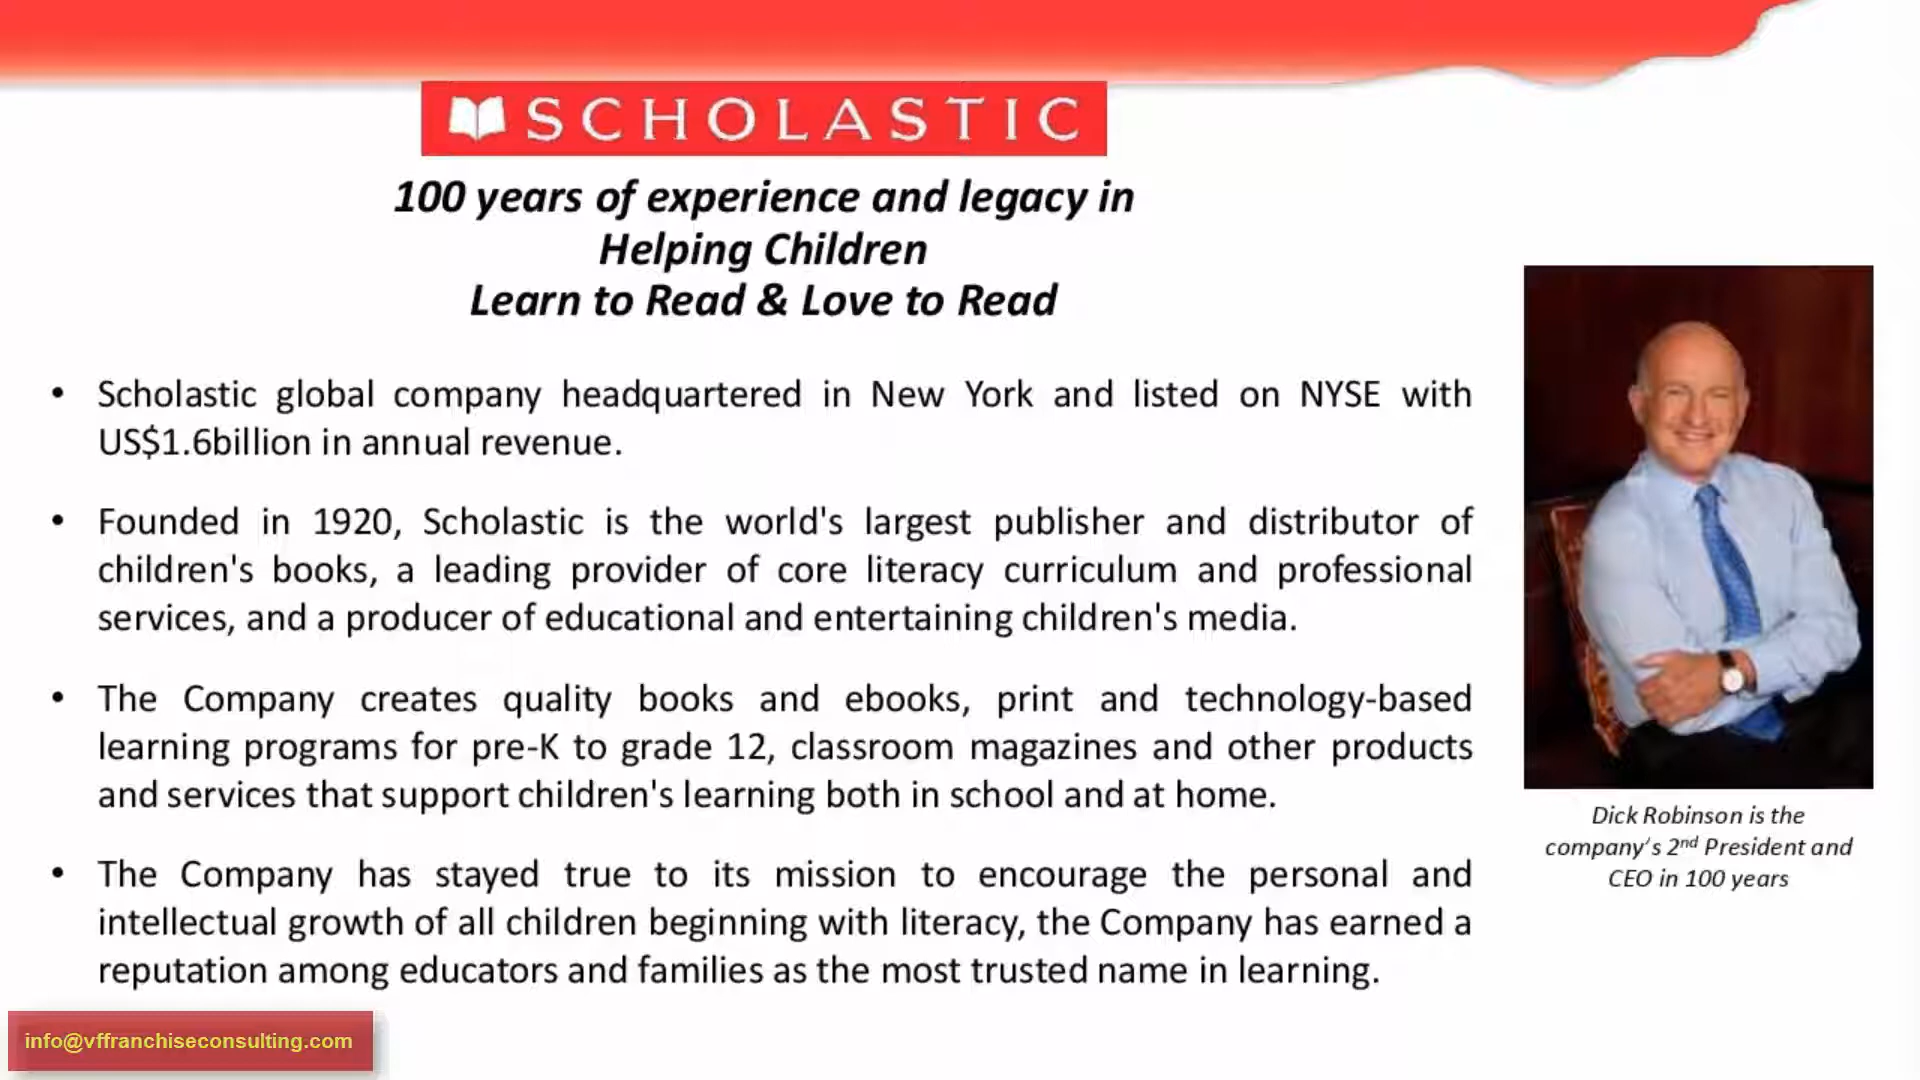 SCHOLASTIC
100 years of experience and legacy in
Helping Children
Learn to Read & Love to Read
• Scholastic global company headquartered in New York and listed on NYSE with
US$1.6billion in annual revenue.
• Founded in 1920, Scholastic is the world's largest publisher and distributor of
children's books, a leading provider of core literacy curriculum and professional
services, and a producer of educational and entertaining children's media.
• The Company creates quality books and ebooks, print and technology-based
learning programs for pre-K to grade 12, classroom magazines and other products
and services that support children's learning both in school and at home.
• The Company has stayed true to its mission to encourage the personal and
intellectual growth of all children beginning with literacy, the Company has earned a
reputation among educators and families as the most trusted name in learning.
Dick Robinson is the
company's 2nd President and
CEO in 100 years
info@vffranchiseconsulting.com